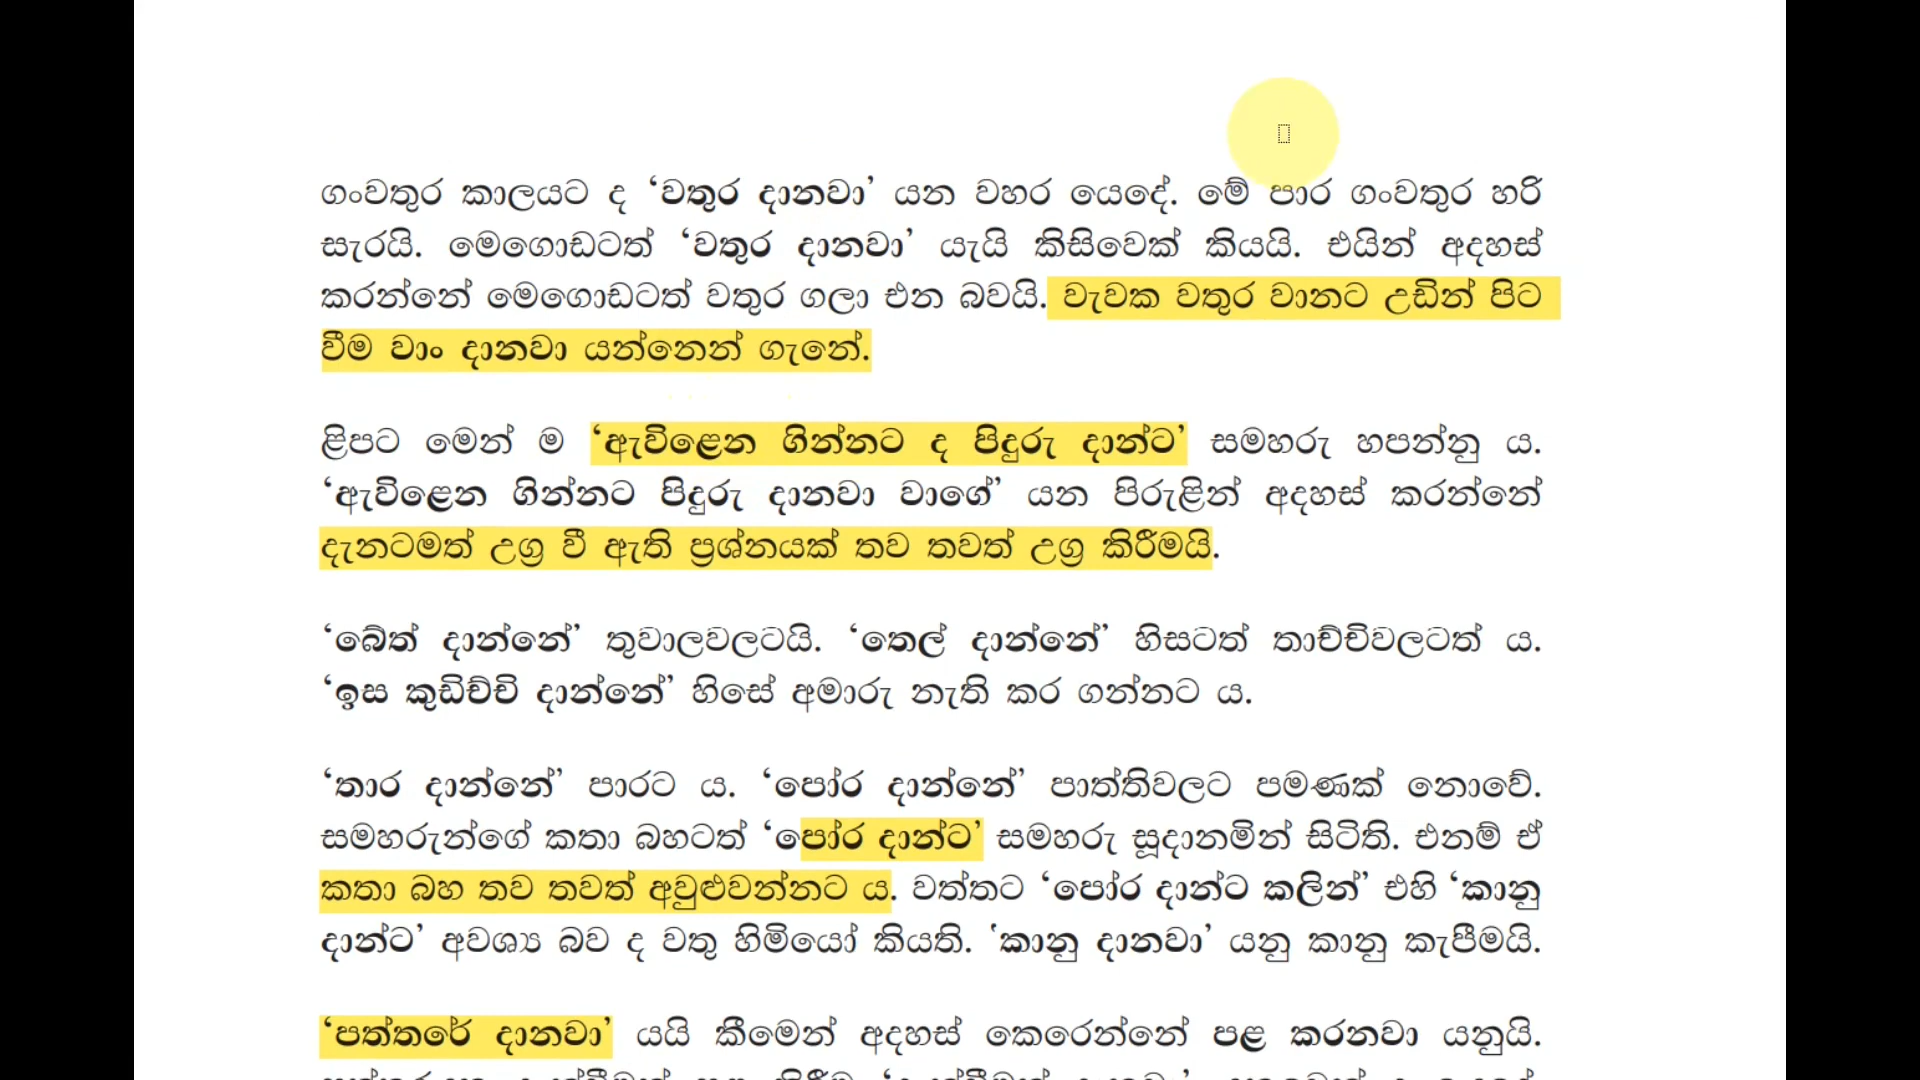 ගංවතුර කාලයට ද ‘වතුර දානවා’ යන වහර යෙදේ. මේ පාර ගංවතුර හරි
සැරයි. මෙගොඩටත් ‘වතුර දානවා’ යැයි කිසිවෙක් කියයි. එයින් අදහස්
කරන්නේ මෙගොඩටත් වතුර ගලා එන බවයි. වැවක වතුර වානට උඩින් පිට
වීම වාං දානවා යන්නෙන් ගැනේ.
ළිපට මෙන් ම ‘ඇවිළෙන ගින්නට ද පිදුරු දාන්ට’ සමහරු හපන්නු ය.
‘ඇවිළෙන ගින්නට පිදුරු දානවා වාගේ’ යන පිරුළින් අදහස් කරන්නේ
දැනටමත් උග්‍ර වී ඇති ප්‍රශ්නයක් තව තවත් උග්‍ර කිරීමයි.
‘බේත් දාන්නේ’ තුවාලවලටයි. ‘තෙල් දාන්නේ’ හිසටත් තාච්චිවලටත් ය.
‘ඉස කුඩිච්චි දාන්නේ’ හිසේ අමාරු නැති කර ගන්නට ය.
‘තාර දාන්නේ’ පාරට ය. ‘පෝර දාන්නේ’ පාත්තිවලට පමණක් නොවේ.
සමහරුන්ගේ කතා බහටත් ‘පෝර දාන්ට’ සමහරු සූදානමින් සිටිති. එනම් ඒ
කතා බහ තව තවත් අවුළුවන්නට ය. වත්තට ‘පෝර දාන්ට කලින්’ එහි ‘කානු
දාන්ට’ අවශ්‍ය බව ද වතු හිමියෝ කියති. ‘කානු දානවා’ යනු කානු කැපීමයි.
‘පත්තරේ දානවා’ යයි කීමෙන් අදහස් කෙරෙන්නේ පළ කරනවා යනුයි.